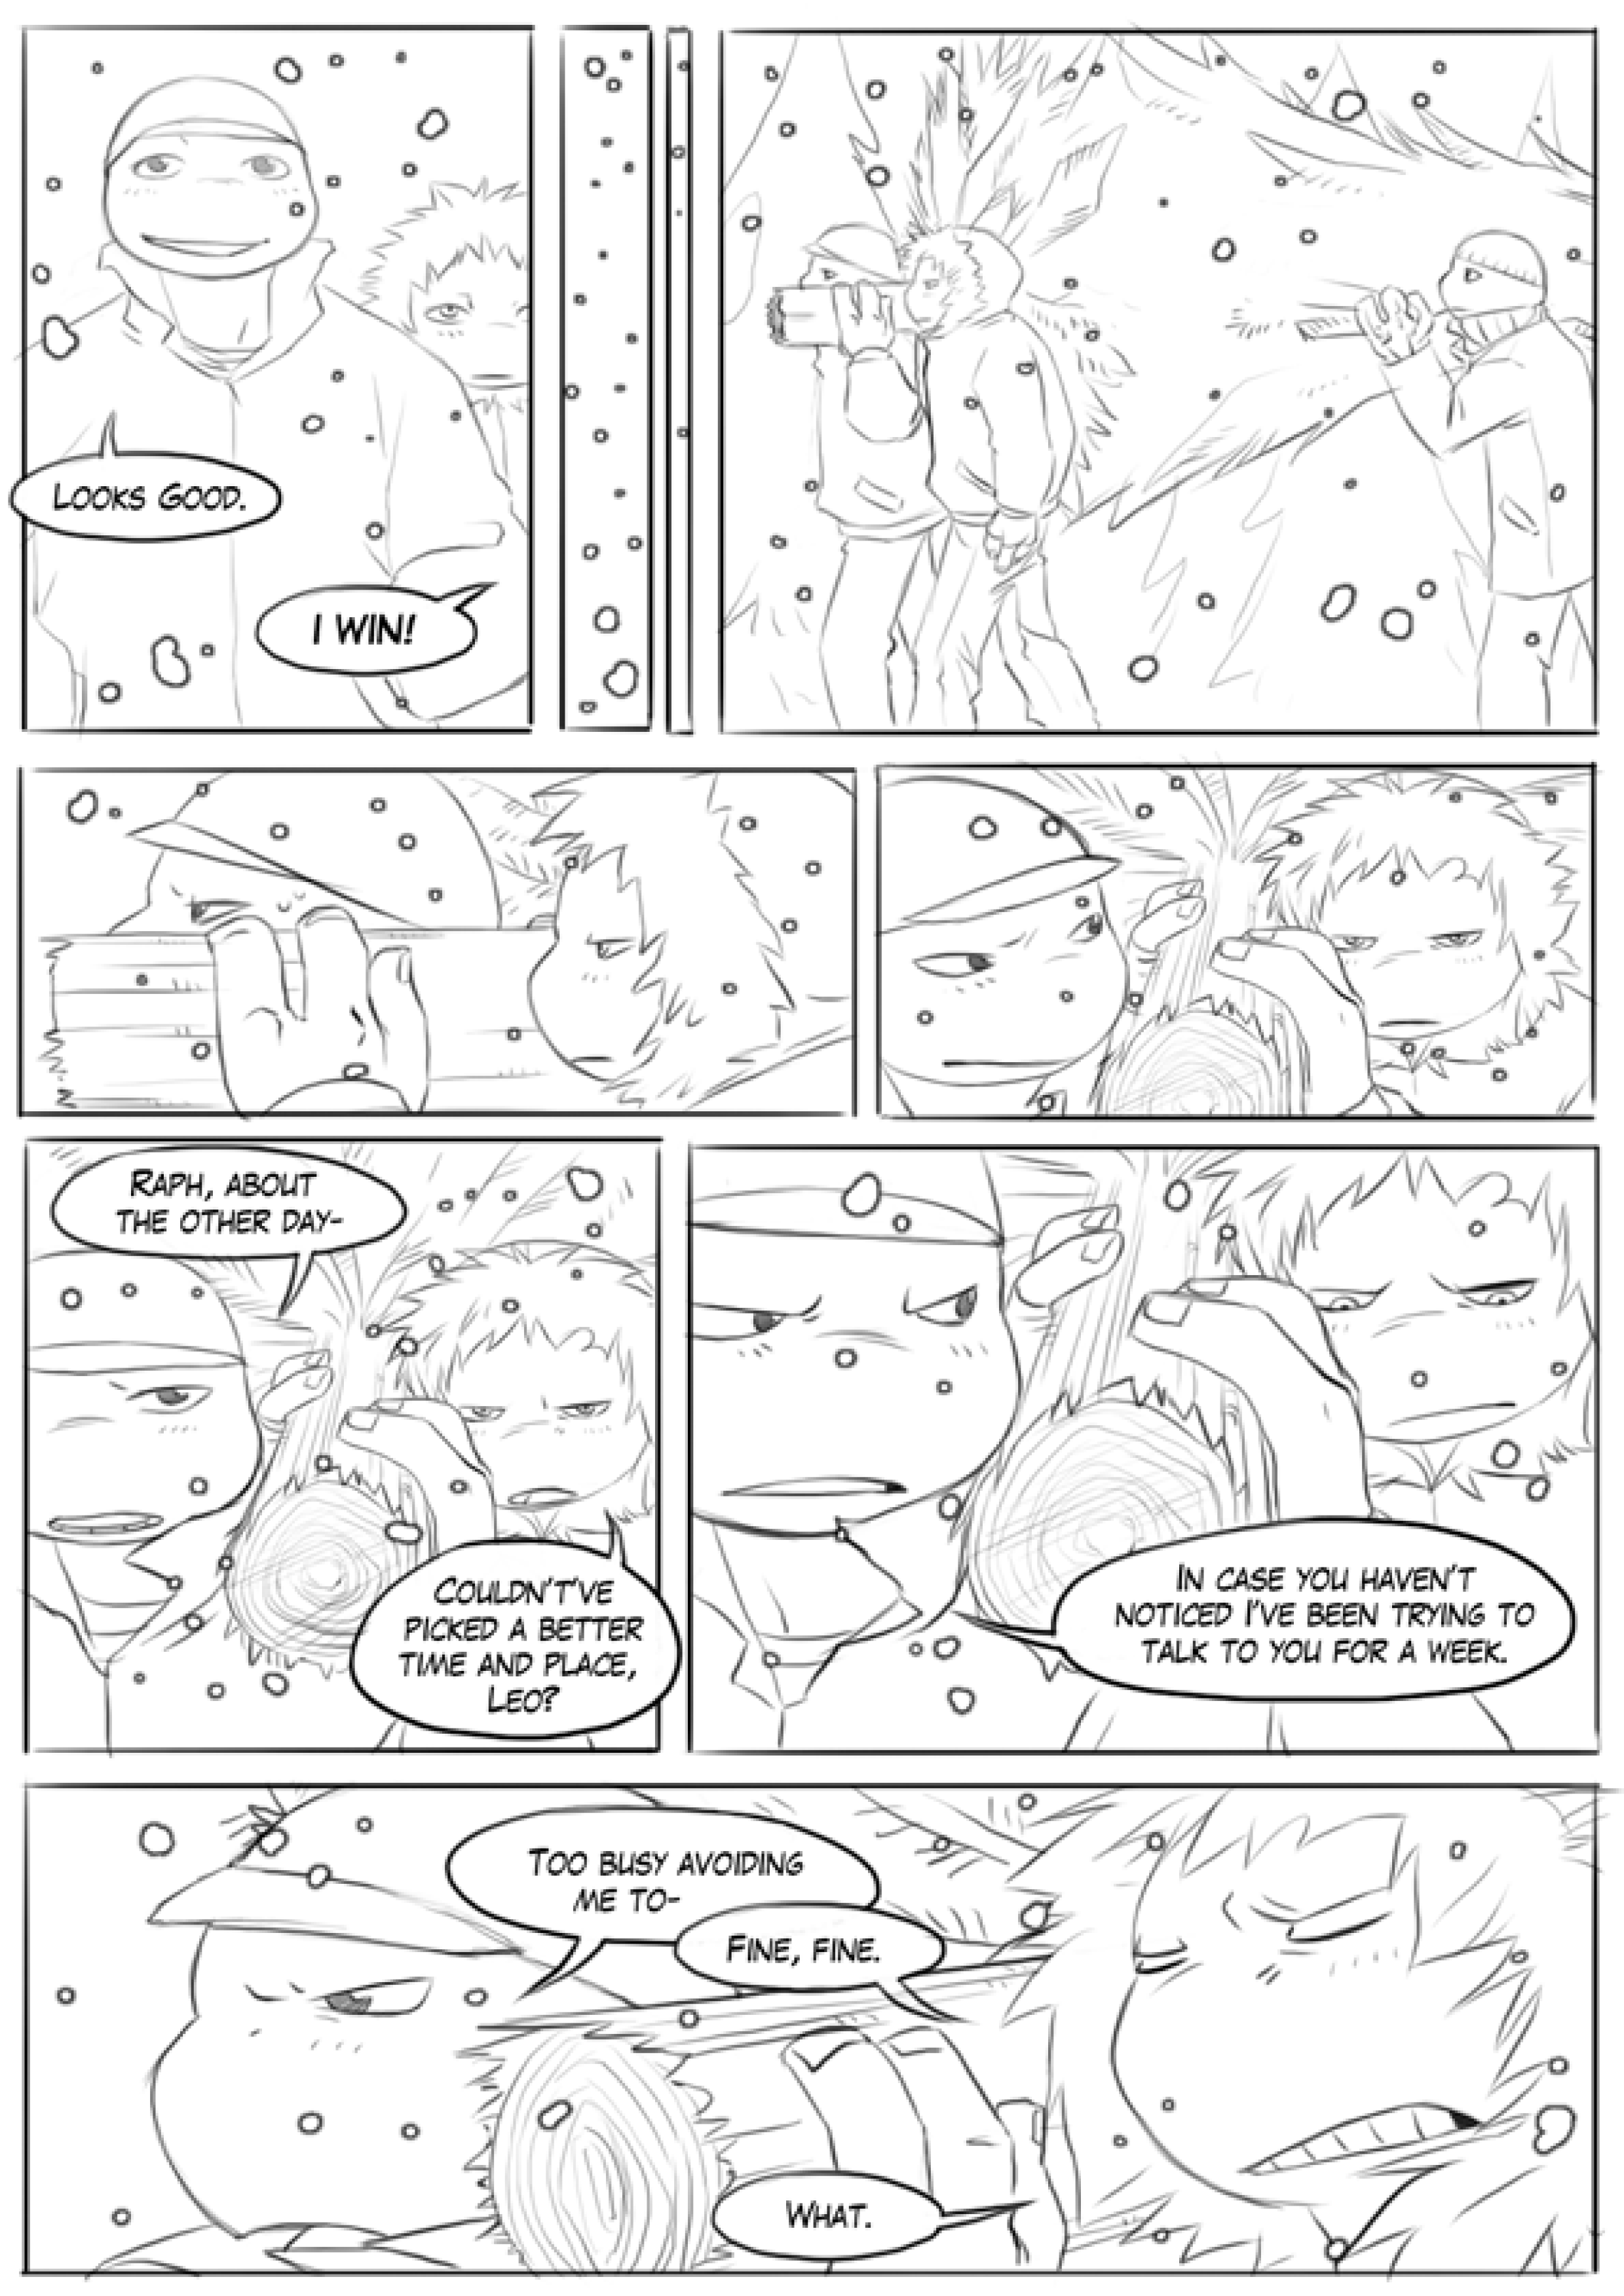 Looks good.
I WIN!
Raph, about
the other day-
Couldn't've
picked a better
time and place,
Leo?
In case you haven't
noticed I've been trying to
talk to you for a week.
Too busy avoiding
me to-
Fine, fine.
What.